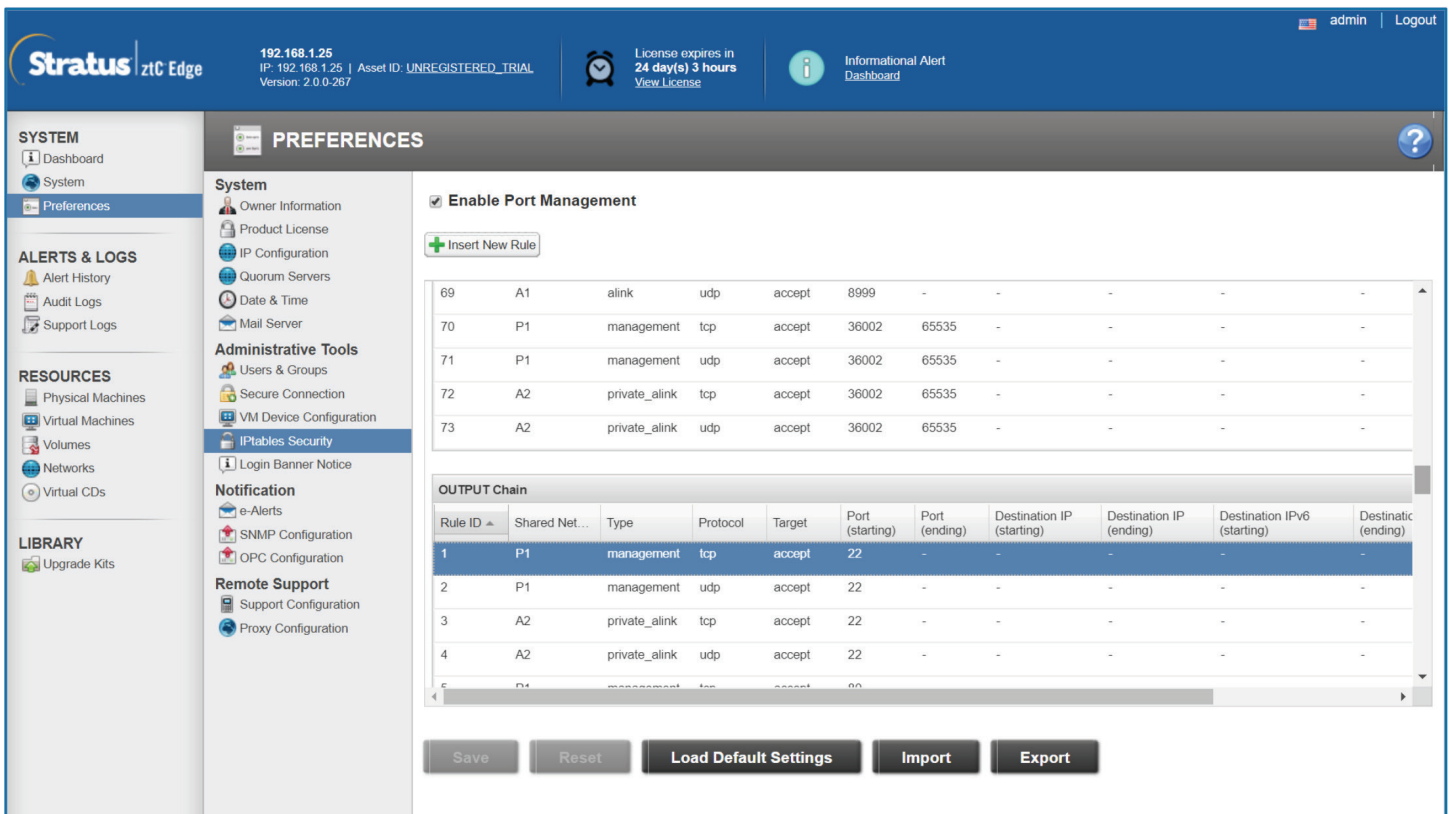 admin | Logout
Stratus ztC Edge
192.168.1.25
IP: 192.168.1.25 | Asset ID: UNREGISTERED_TRIAL
Version: 2.0.0-267
License expires in
24 day(s) 3 hours
View License
Informational Alert
Dashboard
SYSTEM
Dashboard
System
Preferences
ALERTS & LOGS
Alert History
Audit Logs
Support Logs
RESOURCES
Physical Machines
Virtual Machines
Volumes
Networks
Virtual CDs
LIBRARY
Upgrade Kits
PREFERENCES
?
System
Owner Information
Product License
IP Configuration
Quorum Servers
Date & Time
Mail Server
Administrative Tools
Users & Groups
Secure Connection
VM Device Configuration
IPtables Security
Login Banner Notice
Notification
e-Alerts
SNMP Configuration
OPC Configuration
Remote Support
Support Configuration
Proxy Configuration
Enable Port Management
Insert New Rule
69 A1 alink udp accept 8999 - - - - -
70 P1 management tcp accept 36002 65535 - - - -
71 P1 management udp accept 36002 65535 - - - -
72 A2 private_alink tcp accept 36002 65535 - - - -
73 A2 private_alink udp accept 36002 65535 - - - -
OUTPUT Chain
Rule ID Shared Net... Type Protocol Target Port (starting) Port (ending) Destination IP (starting) Destination IP (ending) Destination IPv6 (starting) Destinatic (ending)
1 P1 management tcp accept 22 - - - - -
2 P1 management udp accept 22 - - - - -
3 A2 private_alink tcp accept 22 - - - - -
4 A2 private_alink udp accept 22 - - - - -
5 P1 management tcp accept 80
Save Reset Load Default Settings Import Export